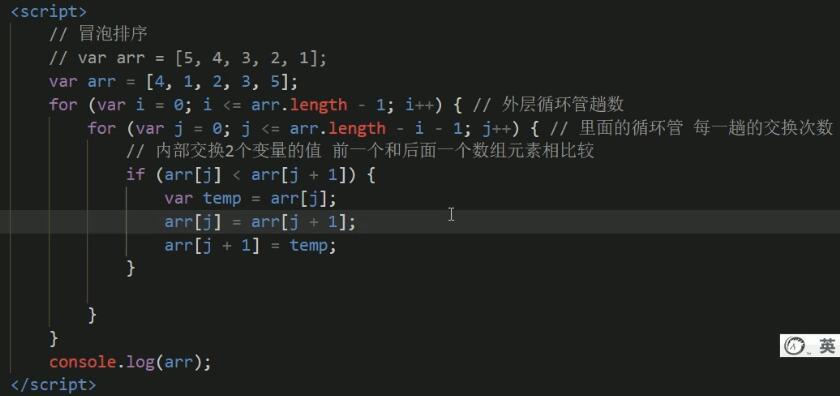 <script>
// 冒泡排序
// var arr = [5, 4, 3, 2, 1];
var arr = [4, 1, 2, 3, 5];
for (var i = 0; i <= arr.length - 1; i++) { // 外层循环管趟数
for (var j = 0; j <= arr.length - i - 1; j++) { // 里面的循环管 每一趟的交换次数
// 内部交换2个变量的值 前一个和后面一个数组元素相比较
if (arr[j] < arr[j + 1]) {
var temp = arr[j];
arr[j] = arr[j + 1];
arr[j + 1] = temp;
}
}
}
console.log(arr);
</script>
英